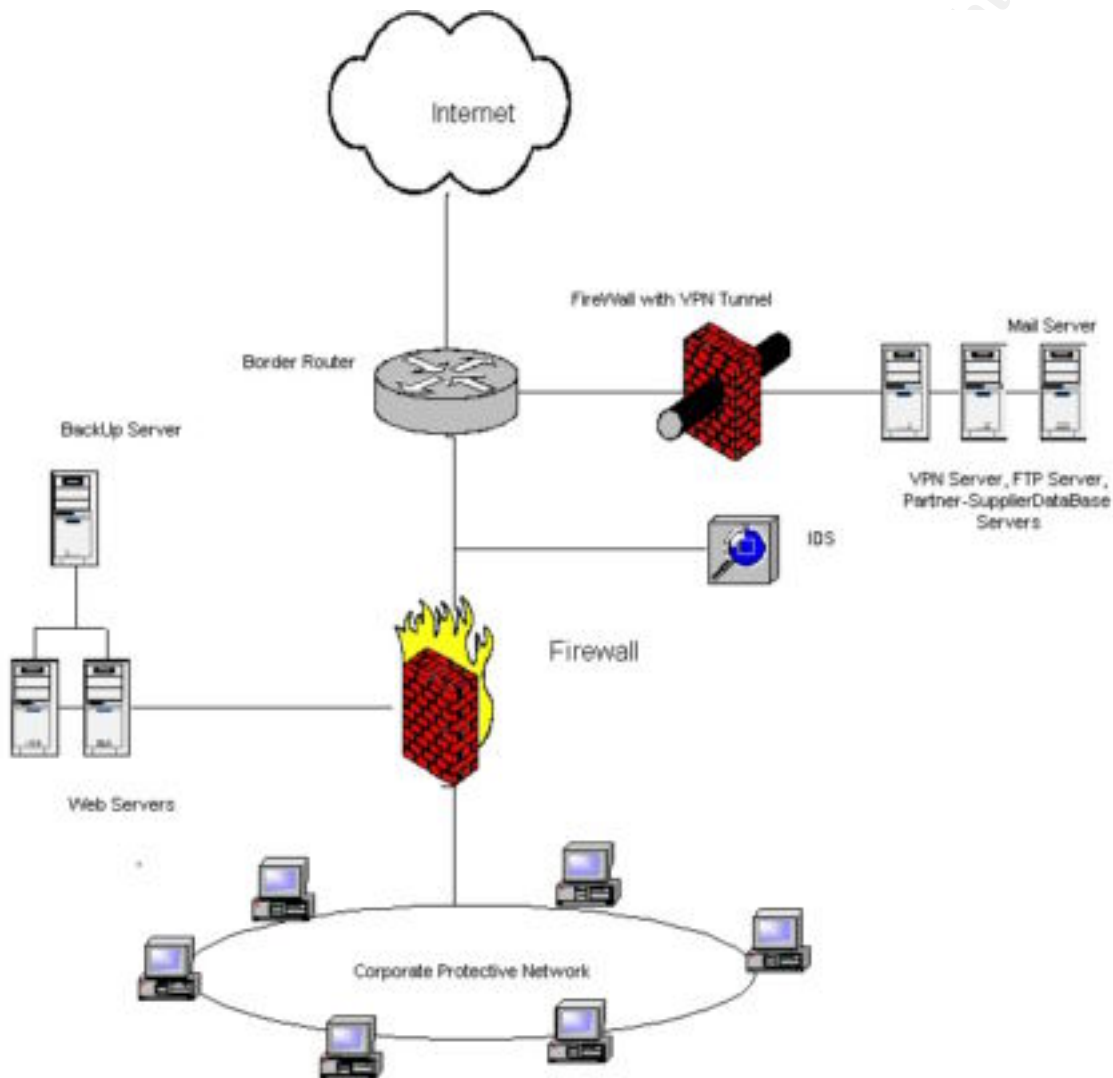 Internet
FireWall with VPN Tunnel
Mail Server
Border Router
BackUp Server
VPN Server, FTP Server,
Partner-SupplierDataBase
Servers
IDS
Firewall
Web Servers
Corporate Protective Network